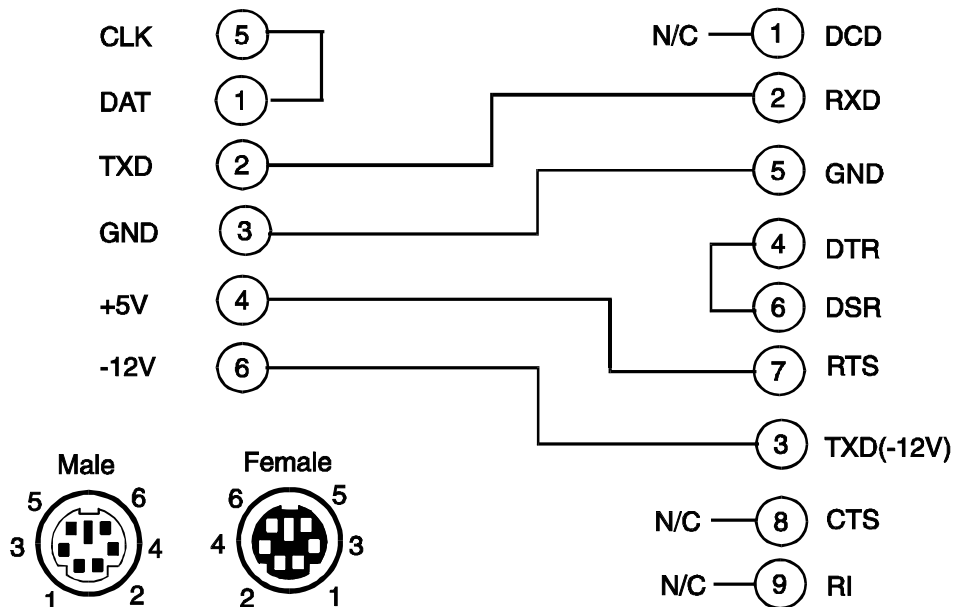 CLK 5 N/C 1 DCD
DAT 1 2 RXD
TXD 2 5 GND
GND 3 4 DTR
+5V 4 6 DSR
-12V 6 7 RTS
3 TXD(-12V)
N/C 8 CTS
N/C 9 RI
Male Female
5 6 6 5
3 4 4 3
1 2 2 1